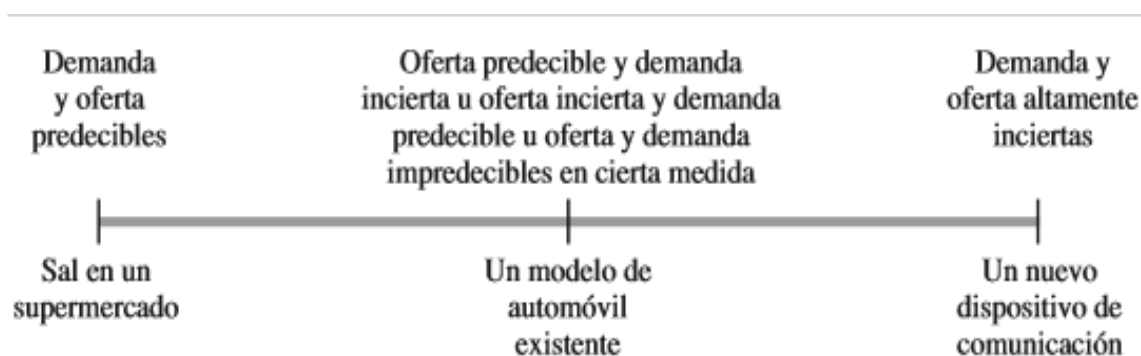 Demanda
y oferta
predecibles
Oferta predecible y demanda
incierta u oferta incierta y demanda
predecible u oferta y demanda
impredecibles en cierta medida
Demanda y
oferta altamente
inciertas
Sal en un
supermercado
Un modelo de
automóvil
existente
Un nuevo
dispositivo de
comunicación